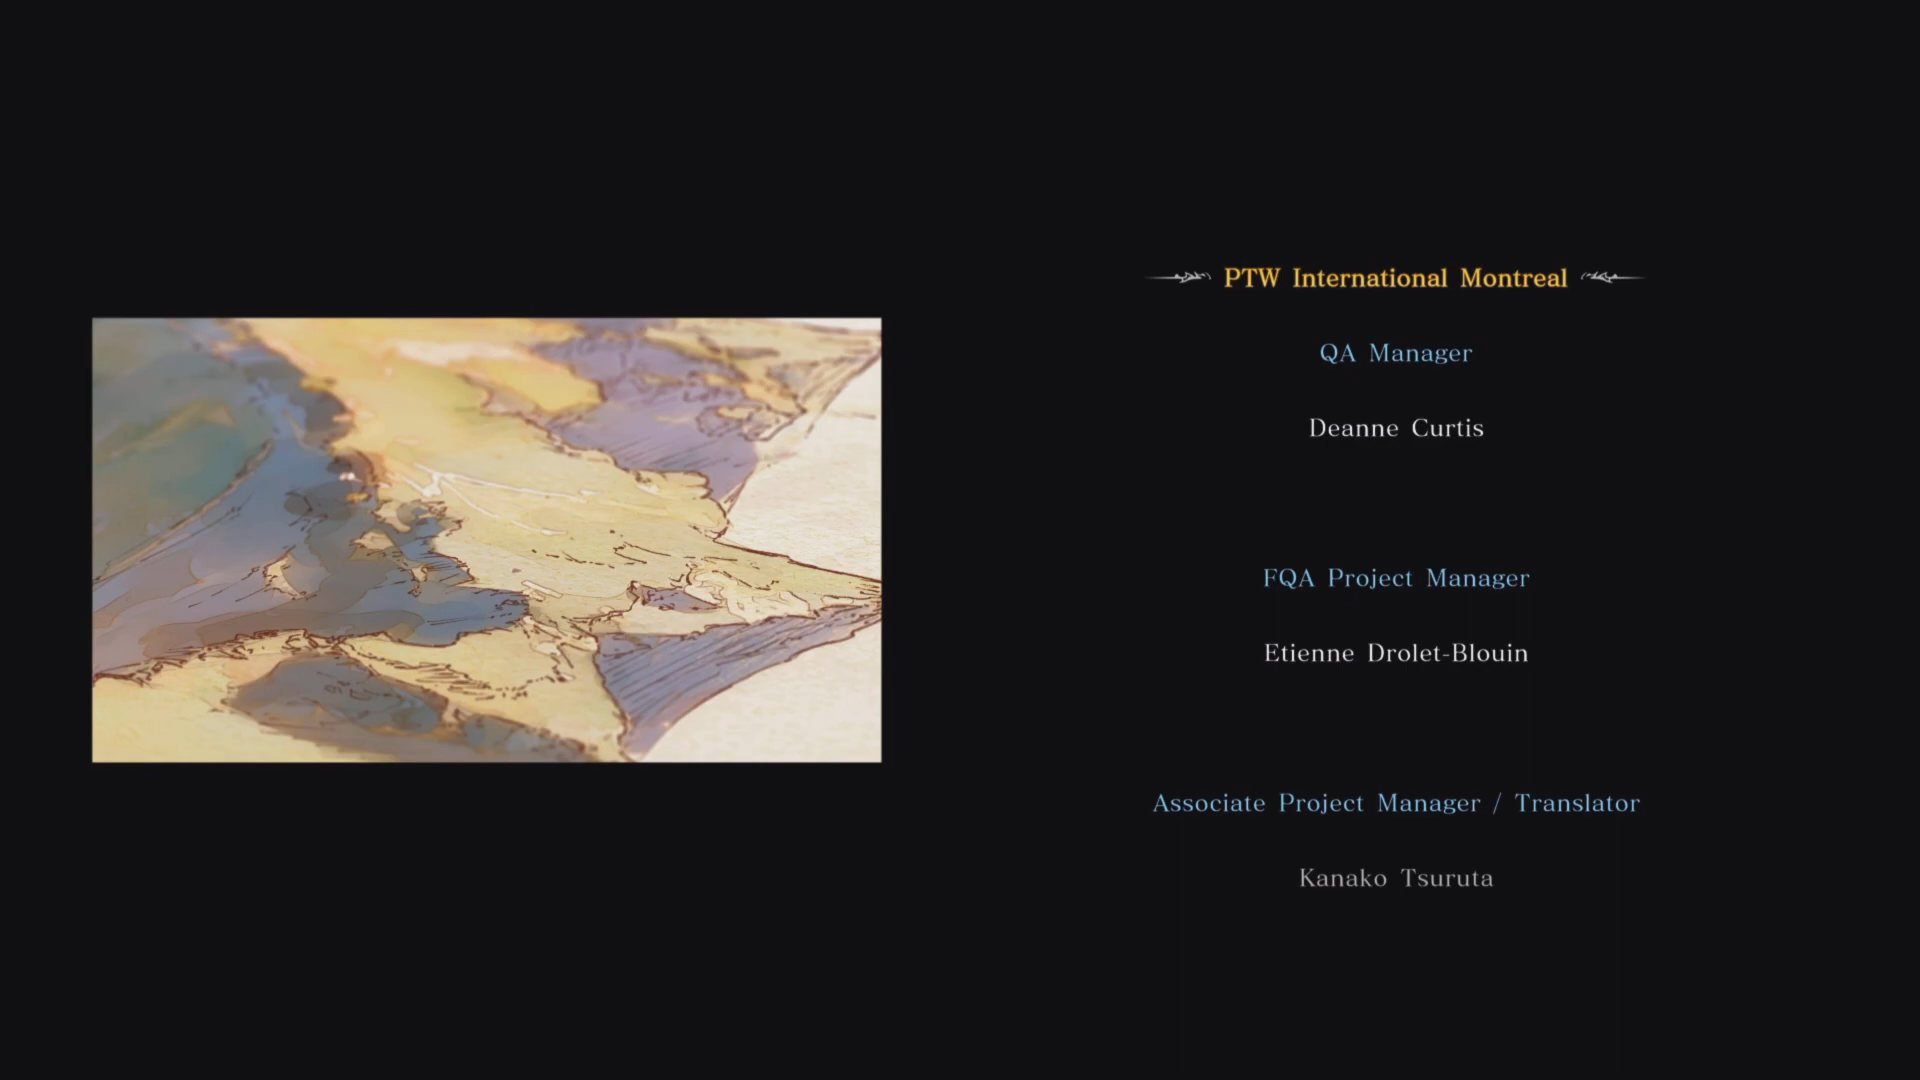 PTW International Montreal
QA Manager
Deanne Curtis
FQA Project Manager
Etienne Drolet-Blouin
Associate Project Manager / Translator
Kanako Tsuruta